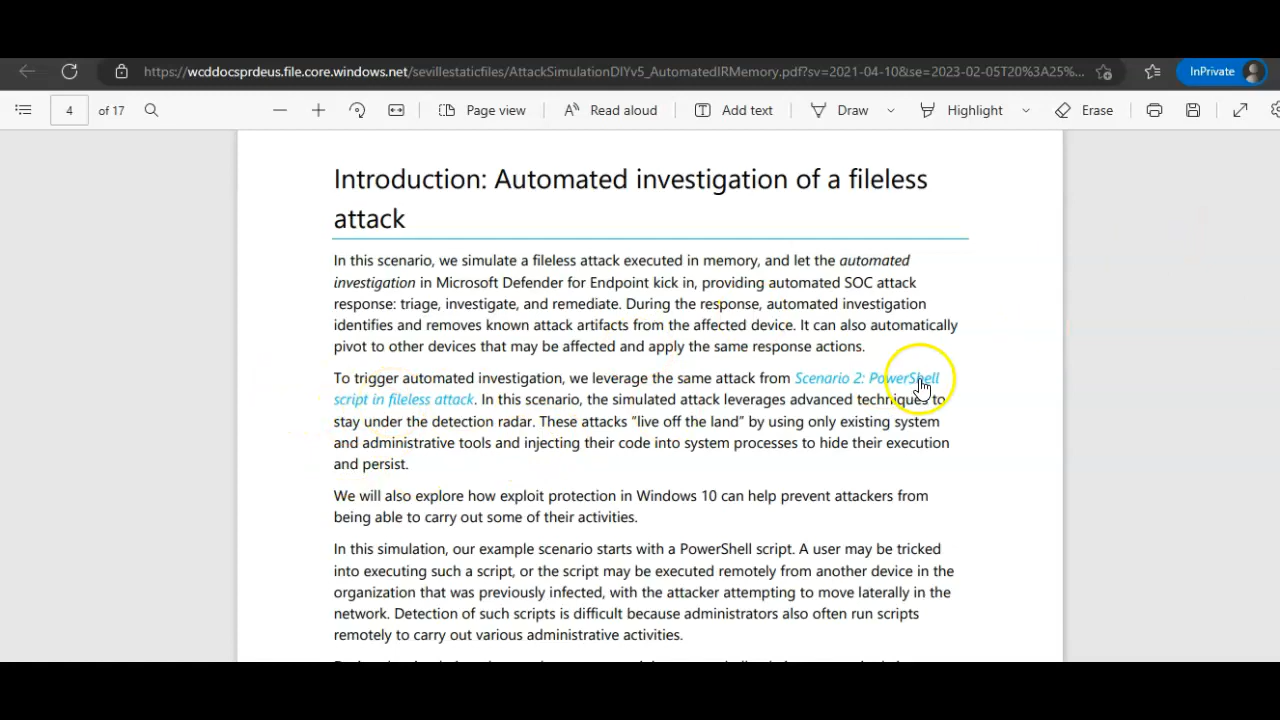 https://wcddocsprdeus.file.core.windows.net/sevillestaticfiles/AttackSimulationDIYv5_AutomatedIRMemory.pdf?sv=2021-04-10&se=2023-02-05T20%3A25%...
InPrivate
4 of 17 Page view Read aloud Add text Draw Highlight Erase
Introduction: Automated investigation of a fileless
attack
In this scenario, we simulate a fileless attack executed in memory, and let the automated
investigation in Microsoft Defender for Endpoint kick in, providing automated SOC attack
response: triage, investigate, and remediate. During the response, automated investigation
identifies and removes known attack artifacts from the affected device. It can also automatically
pivot to other devices that may be affected and apply the same response actions.
To trigger automated investigation, we leverage the same attack from Scenario 2: PowerShell
script in fileless attack. In this scenario, the simulated attack leverages advanced techniques to
stay under the detection radar. These attacks “live off the land” by using only existing system
and administrative tools and injecting their code into system processes to hide their execution
and persist.
We will also explore how exploit protection in Windows 10 can help prevent attackers from
being able to carry out some of their activities.
In this simulation, our example scenario starts with a PowerShell script. A user may be tricked
into executing such a script, or the script may be executed remotely from another device in the
organization that was previously infected, with the attacker attempting to move laterally in the
network. Detection of such scripts is difficult because administrators also often run scripts
remotely to carry out various administrative activities.